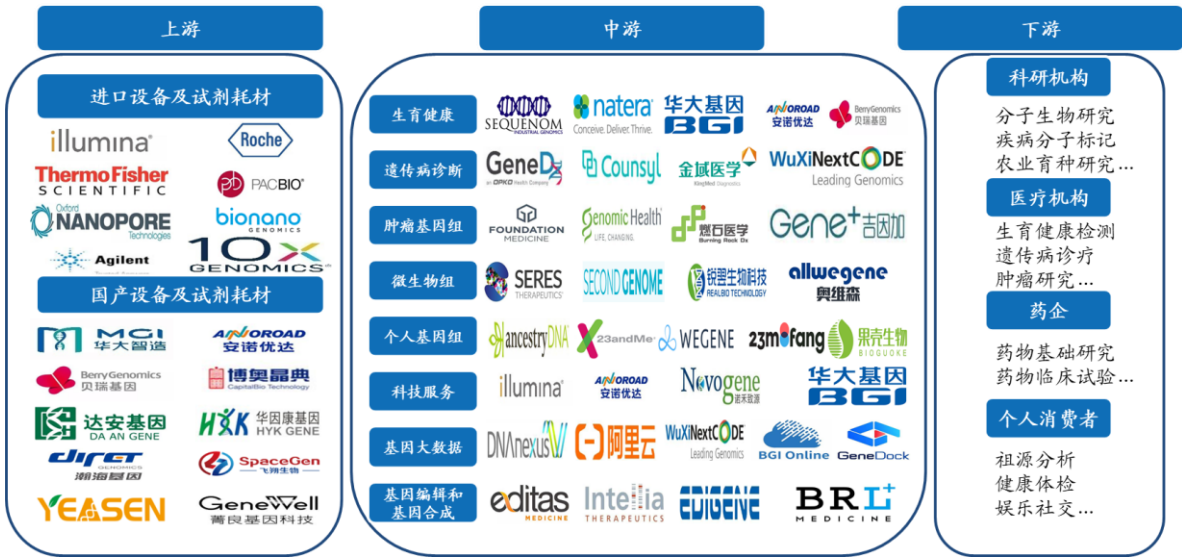 上游
进口设备及试剂耗材
illumina®
Roche
ThermoFisher
SCIENTIFIC
PACBIO®
Oxford
NANOPORE
Technologies
bionano
GENOMICS
Agilent
10X
GENOMICS
国产设备及试剂耗材
MGI
华大智造
ANNOROAD
安诺优达
BerryGenomics
贝瑞基因
博奥晶典
CapitalBio Technology
达安基因
DA AN GENE
HYK
华因康基因
HYK GENE
GENOMICS
瀚海基因
SpaceGen
飞翔生物
YEASEN
GeneWell
菁良基因科技
中游
生育健康
SEQUENOM
INDUSTRIAL GENOMICS
natera®
Conceive. Deliver. Thrive.
华大基因
BGI
ANNOROAD
安诺优达
BerryGenomics
贝瑞基因
遗传病诊断
GeneDx
an OPKO Health Company
Counsyl
金域医学
KingMed Diagnostics
WuXiNextCODE
Leading Genomics
肿瘤基因组
FOUNDATION
MEDICINE
Genomic Health®
LIFE, CHANGING.
燃石医学
Burning Rock Dx
Gene+吉因加
微生物组
SERES
THERAPEUTICS
SECONDGENOME
锐翌生物科技
REALBIO TECHNOLOGY
allwegene
奥维森
个人基因组
ancestryDNA
23andMe
WEGENE
23mofang
果壳生物
BIOGUOKE
科技服务
illumina®
ANNOROAD
安诺优达
Novogene
诺禾致源
华大基因
BGI
基因大数据
DNAnexus
阿里云
WuXiNextCODE
Leading Genomics
BGI Online
GeneDock
基因编辑和
基因合成
editas
MEDICINE
Intellia
THERAPEUTICS
EDIGENE
BRL+
MEDICINE
下游
科研机构
分子生物研究
疾病分子标记
农业育种研究…
医疗机构
生育健康检测
遗传病诊疗
肿瘤研究…
药企
药物基础研究
药物临床试验…
个人消费者
祖源分析
健康体检
娱乐社交…